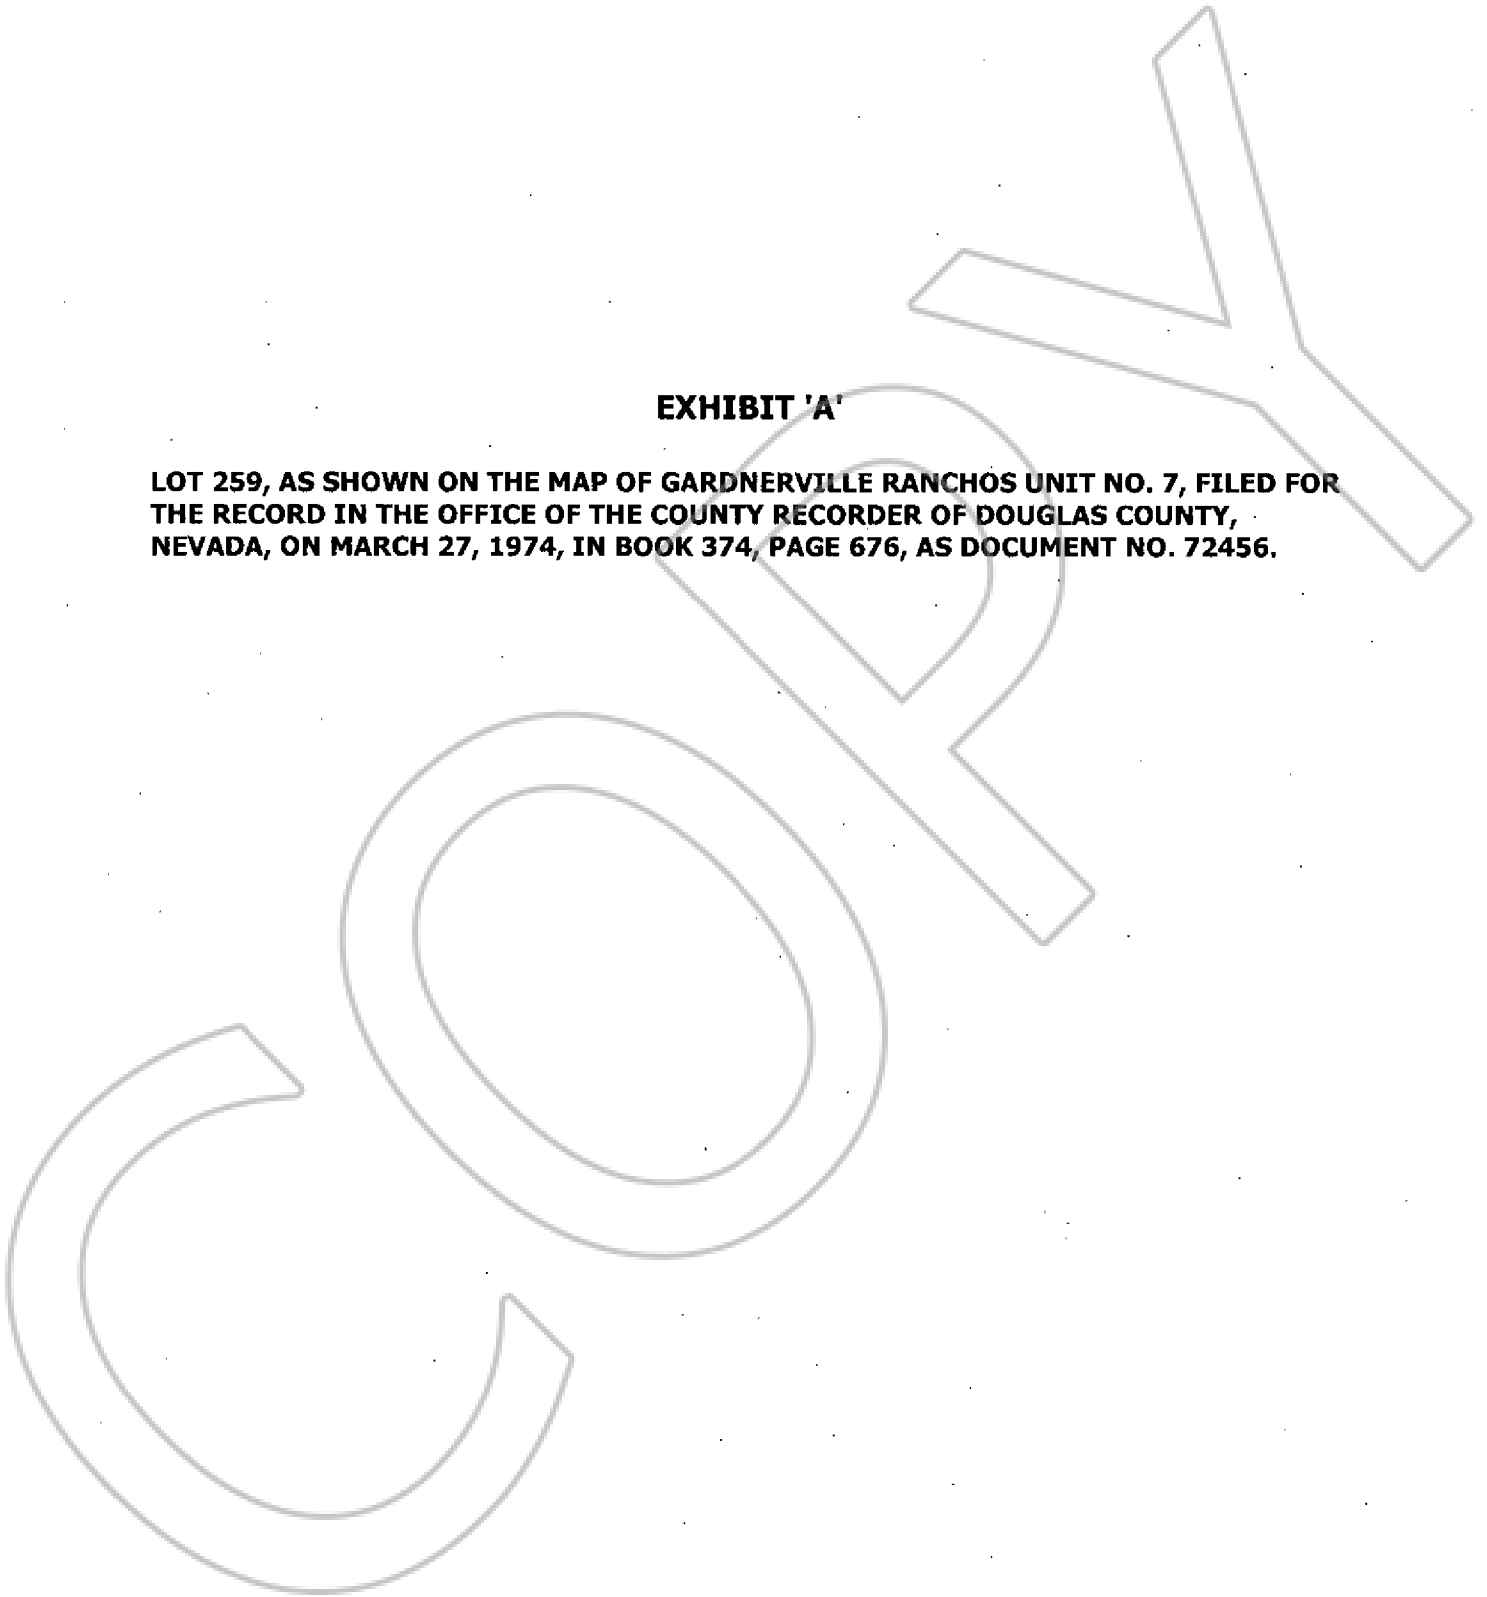 EXHIBIT 'A'
LOT 259, AS SHOWN ON THE MAP OF GARDNERVILLE RANCHOS UNIT NO. 7, FILED FOR
THE RECORD IN THE OFFICE OF THE COUNTY RECORDER OF DOUGLAS COUNTY,
NEVADA, ON MARCH 27, 1974, IN BOOK 374, PAGE 676, AS DOCUMENT NO. 72456.
COPY